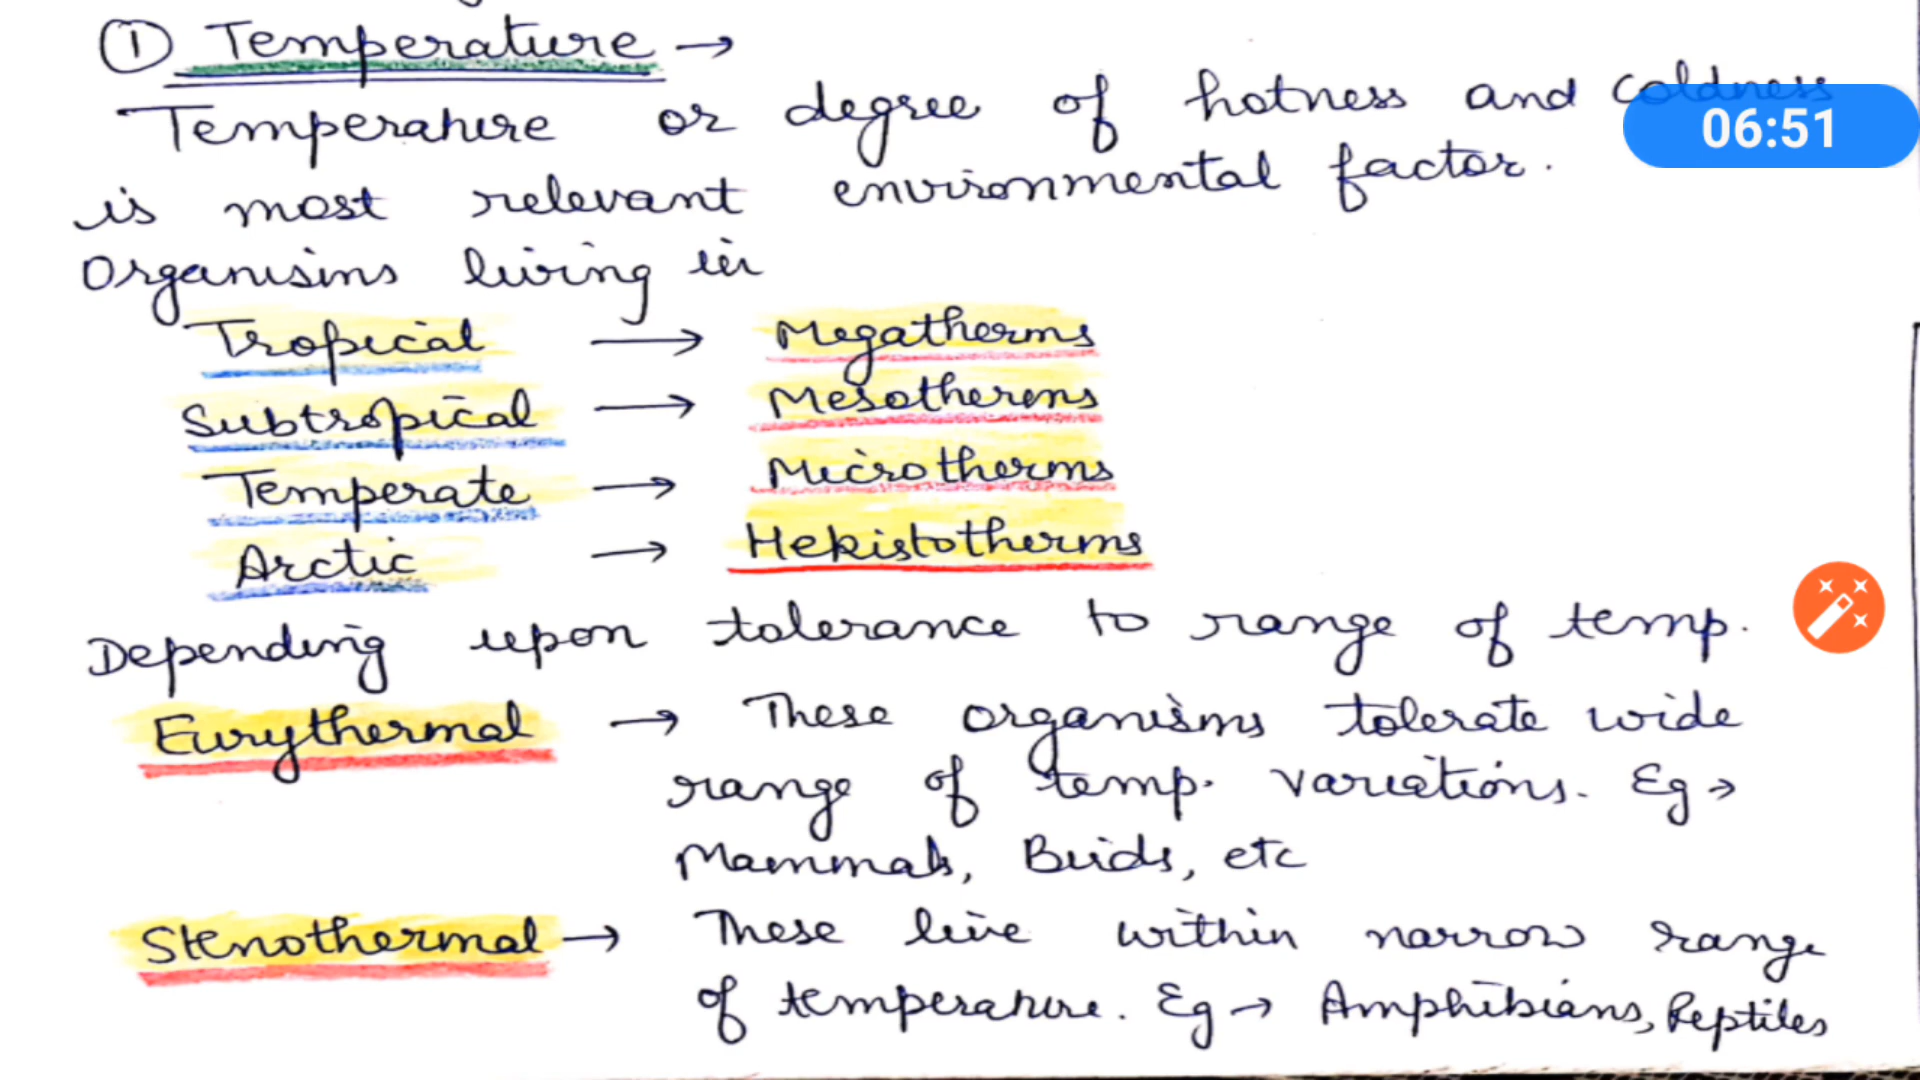 ① Temperature →
Temperature or degree of hotness and coldness
06:51
is most relevant environmental factor.
Organisims living in
Tropical → Megatherms
Subtropical → Mesotherms
Temperate → Microtherms
Arctic → Hekistotherms
Depending upon tolerance to range of temp.
Eurythermal → These organisms tolerate wide
range of temp. variations. Eg →
Mammals, Birds, etc
Stenothermal → These live within narrow range
of temperature. Eg → Amphibians, Reptiles